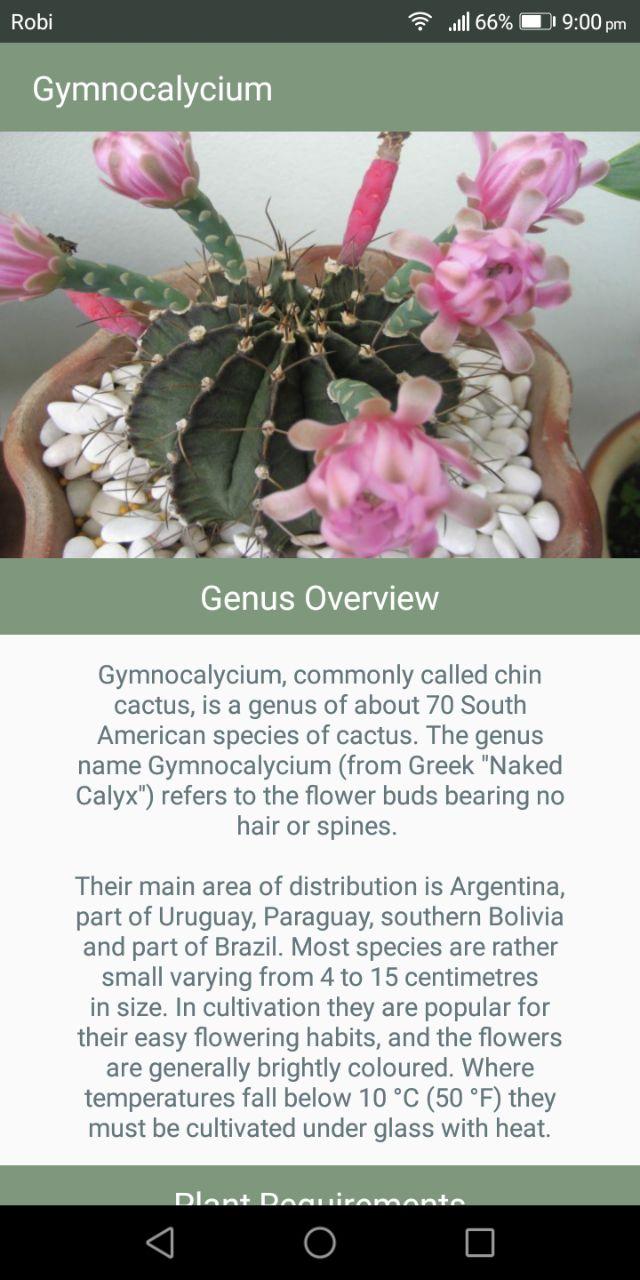 Robi 66% 9:00 pm
Gymnocalycium
Genus Overview
Gymnocalycium, commonly called chin
cactus, is a genus of about 70 South
American species of cactus. The genus
name Gymnocalycium (from Greek "Naked
Calyx") refers to the flower buds bearing no
hair or spines.
Their main area of distribution is Argentina,
part of Uruguay, Paraguay, southern Bolivia
and part of Brazil. Most species are rather
small varying from 4 to 15 centimetres
in size. In cultivation they are popular for
their easy flowering habits, and the flowers
are generally brightly coloured. Where
temperatures fall below 10 °C (50 °F) they
must be cultivated under glass with heat.
Plant Requirements